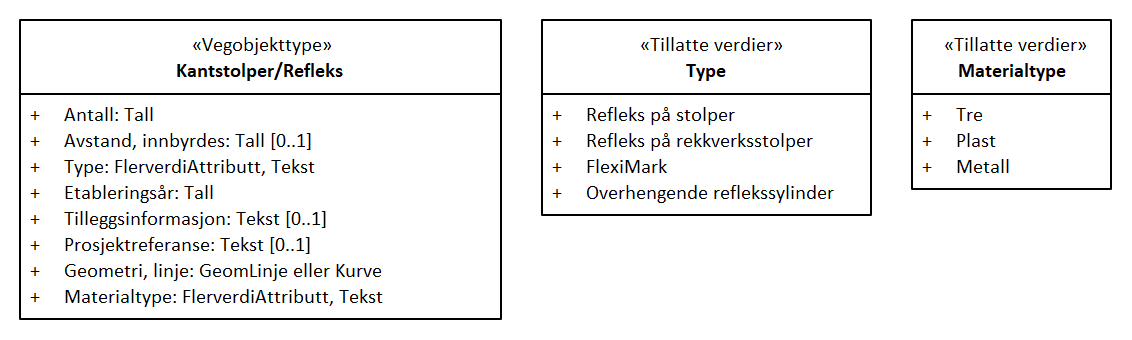 «Vegobjekttype»
Kantstolper/Refleks
+ Antall: Tall
+ Avstand, innbyrdes: Tall [0..1]
+ Type: FlerverdiAttributt, Tekst
+ Etableringsår: Tall
+ Tilleggsinformasjon: Tekst [0..1]
+ Prosjektreferanse: Tekst [0..1]
+ Geometri, linje: GeomLinje eller Kurve
+ Materialtype: FlerverdiAttributt, Tekst
«Tillatte verdier»
Type
+ Refleks på stolper
+ Refleks på rekkverksstolper
+ FlexiMark
+ Overhengende reflekssylinder
«Tillatte verdier»
Materialtype
+ Tre
+ Plast
+ Metall